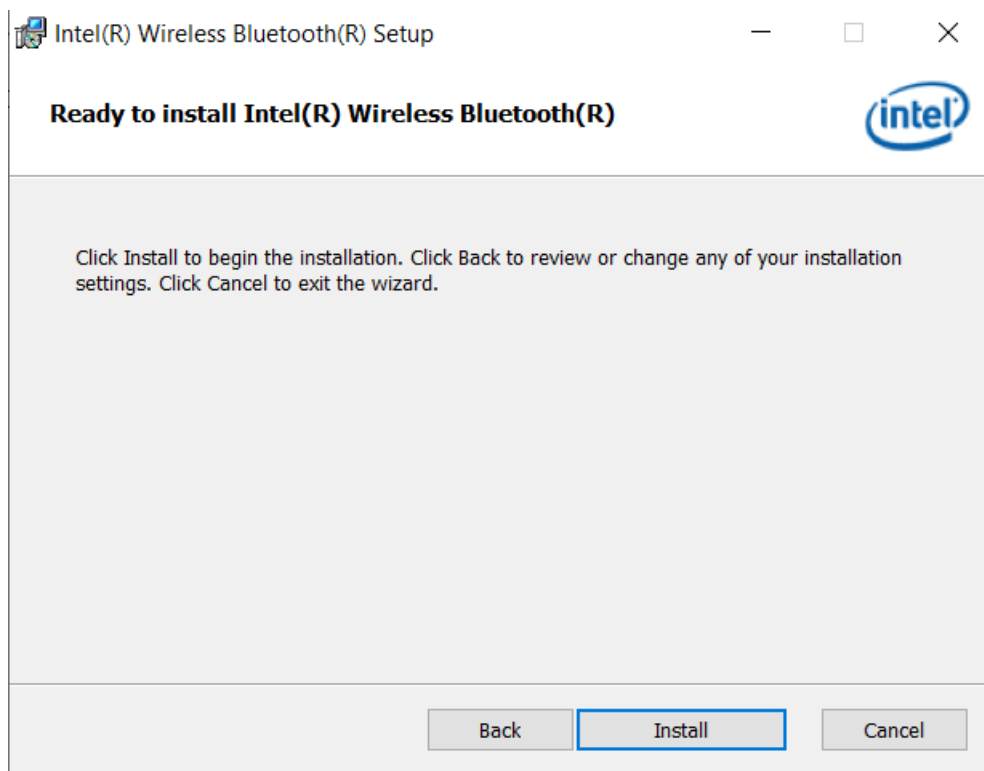 Intel(R) Wireless Bluetooth(R) Setup
Ready to install Intel(R) Wireless Bluetooth(R)
intel
Click Install to begin the installation. Click Back to review or change any of your installation
settings. Click Cancel to exit the wizard.
Back Install Cancel